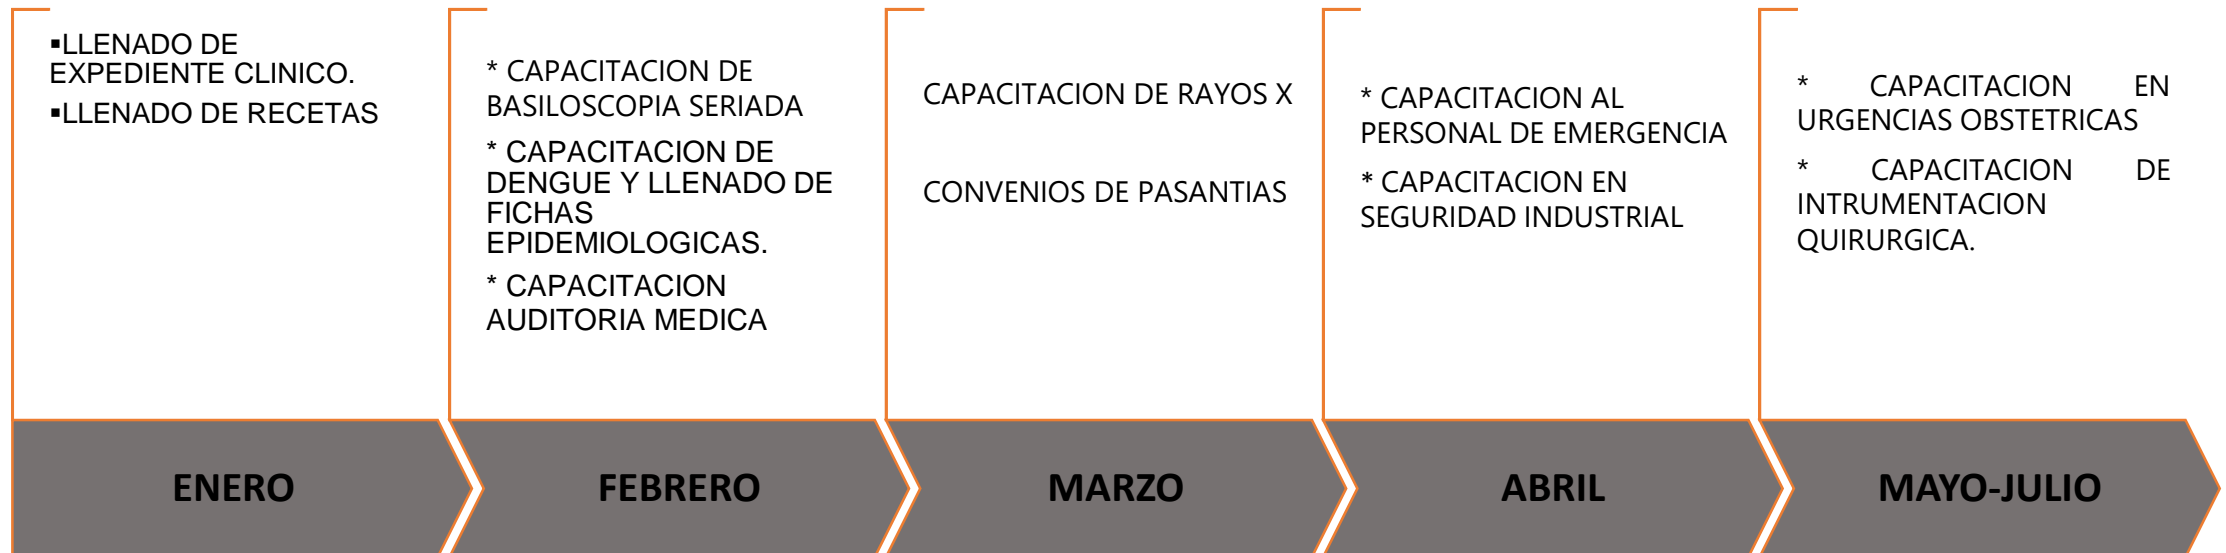 ▪LLENADO DE
EXPEDIENTE CLINICO.
▪LLENADO DE RECETAS
* CAPACITACION DE
BASILOSCOPIA SERIADA
* CAPACITACION DE
DENGUE Y LLENADO DE
FICHAS
EPIDEMIOLOGICAS.
* CAPACITACION
AUDITORIA MEDICA
CAPACITACION DE RAYOS X
CONVENIOS DE PASANTIAS
* CAPACITACION AL
PERSONAL DE EMERGENCIA
* CAPACITACION EN
SEGURIDAD INDUSTRIAL
* CAPACITACION EN
URGENCIAS OBSTETRICAS
* CAPACITACION DE
INTRUMENTACION
QUIRURGICA.
ENERO
FEBRERO
MARZO
ABRIL
MAYO-JULIO